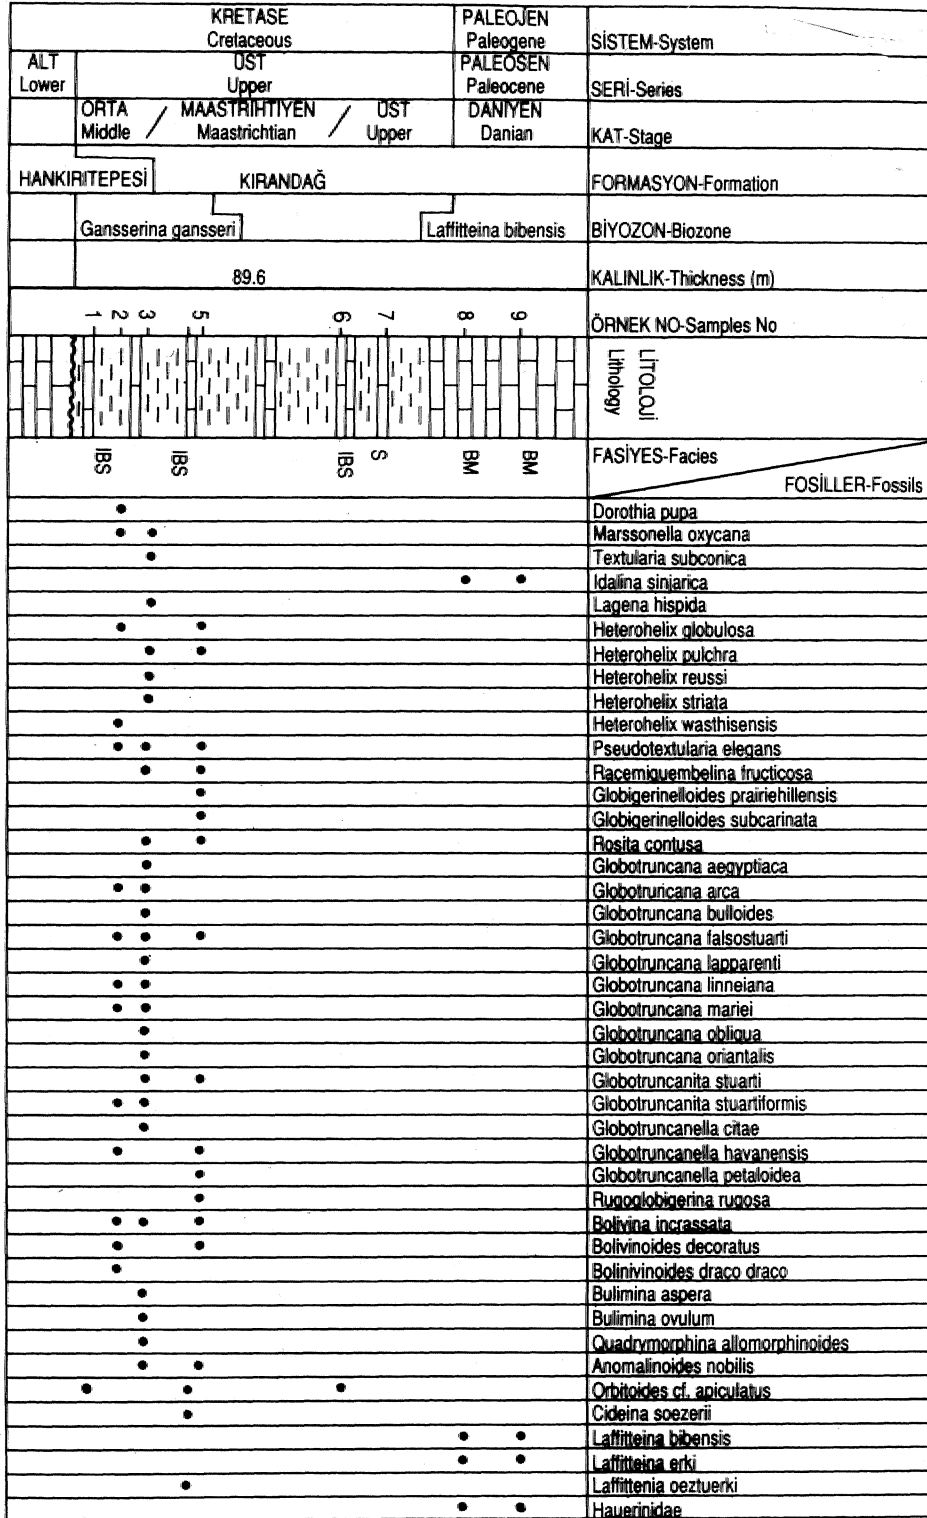 KRETASE
Cretaceous
PALEOJEN
Paleogene
SİSTEM-System
ALT
Lower
ÜST
Upper
PALEOSEN
Paleocene
SERİ-Series
ORTA / MAASTRIHTIYEN / ÜST
Middle Maastrichtian Upper
DANİYEN
Danian
KAT-Stage
HANKIRITEPESİ
KIRANDAĞ
FORMASYON-Formation
Gansserina gansseri
Laffitteina bibensis
BİYOZON-Biozone
89.6
KALINLIK-Thickness (m)
1 2 3 5 6 7 8 9
ÖRNEK NO-Samples No
LİTOLOJİ
Lithology
IBS IBS IBS S BM BM
FASİYES-Facies
FOSİLLER-Fossils
Dorothia pupa
Marssonella oxycana
Textularia subconica
Idalina sinjarica
Lagena hispida
Heterohelix globulosa
Heterohelix pulchra
Heterohelix reussi
Heterohelix striata
Heterohelix wasthisensis
Pseudotextularia elegans
Racemiguembelina fructicosa
Globigerinelloides prairiehillensis
Globigerinelloides subcarinata
Rosita contusa
Globotruncana aegyptiaca
Globotruricana arca
Globotruncana bulloides
Globotruncana falsostuarti
Globotruncana lapparenti
Globotruncana linneiana
Globotruncana mariei
Globotruncana obliqua
Globotruncana oriantalis
Globotruncanita stuarti
Globotruncanita stuartiformis
Globotruncanella citae
Globotruncanella havanensis
Globotruncanella petaloidea
Rugoglobigerina rugosa
Bolivina incrassata
Bolivinoides decoratus
Bolinivinoides draco draco
Bulimina aspera
Bulimina ovulum
Quadrymorphina allomorphinoides
Anomalinoides nobilis
Orbitoides cf. apiculatus
Cideina soezerii
Laffitteina bibensis
Laffitteina erki
Laffittenia oeztuerki
Hauerinidae